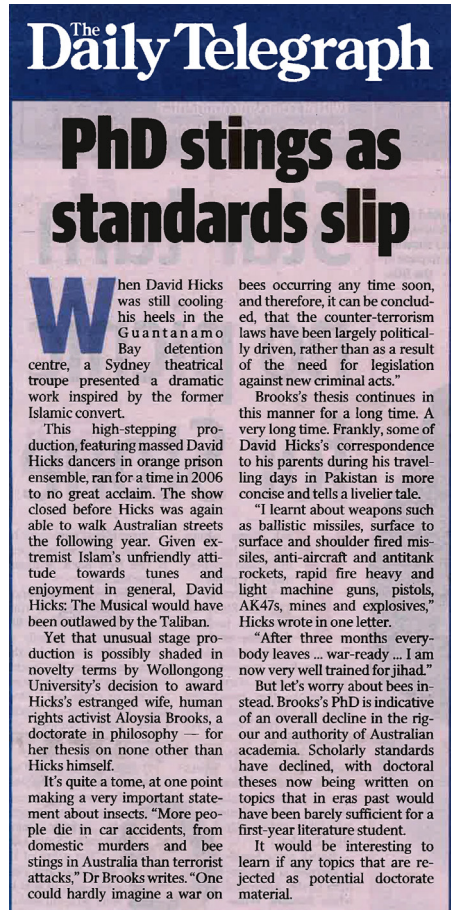 The
Daily Telegraph
PhD stings as
standards slip
When David Hicks
was still cooling
his heels in the
Guantanamo
Bay detention
centre, a Sydney theatrical
troupe presented a dramatic
work inspired by the former
Islamic convert.
This high-stepping pro-
duction, featuring massed David
Hicks dancers in orange prison
ensemble, ran for a time in 2006
to no great acclaim. The show
closed before Hicks was again
able to walk Australian streets
the following year. Given ex-
tremist Islam's unfriendly atti-
tude towards tunes and
enjoyment in general, David
Hicks: The Musical would have
been outlawed by the Taliban.
Yet that unusual stage pro-
duction is possibly shaded in
novelty terms by Wollongong
University's decision to award
Hicks's estranged wife, human
rights activist Aloysia Brooks, a
doctorate in philosophy — for
her thesis on none other than
Hicks himself.
It's quite a tome, at one point
making a very important state-
ment about insects. "More peo-
ple die in car accidents, from
domestic murders and bee
stings in Australia than terrorist
attacks," Dr Brooks writes. "One
could hardly imagine a war on
bees occurring any time soon,
and therefore, it can be conclud-
ed, that the counter-terrorism
laws have been largely political-
ly driven, rather than as a result
of the need for legislation
against new criminal acts."
Brooks's thesis continues in
this manner for a long time. A
very long time. Frankly, some of
David Hicks's correspondence
to his parents during his travel-
ling days in Pakistan is more
concise and tells a livelier tale.
"I learnt about weapons such
as ballistic missiles, surface to
surface and shoulder fired mis-
siles, anti-aircraft and antitank
rockets, rapid fire heavy and
light machine guns, pistols,
AK47s, mines and explosives,"
Hicks wrote in one letter.
"After three months every-
body leaves ... war-ready ... I am
now very well trained for jihad."
But let's worry about bees in-
stead. Brooks's PhD is indicative
of an overall decline in the rig-
our and authority of Australian
academia. Scholarly standards
have declined, with doctoral
theses now being written on
topics that in eras past would
have been barely sufficient for a
first-year literature student.
It would be interesting to
learn if any topics that are re-
jected as potential doctorate
material.